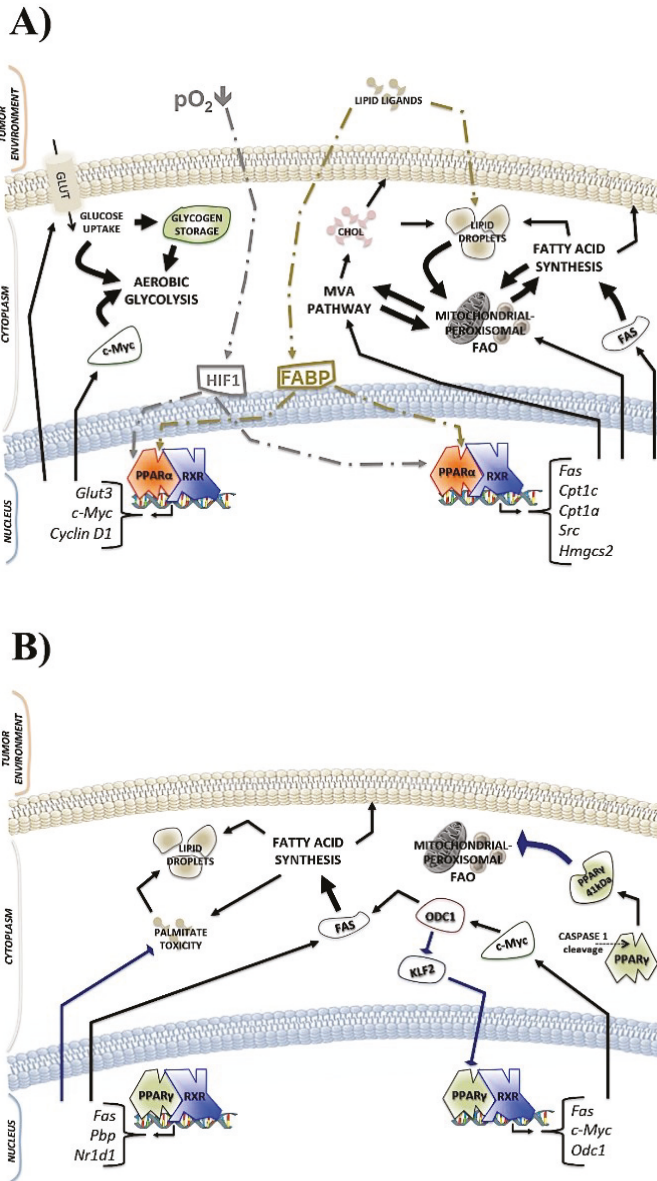 A)
TUMOR
ENVIRONMENT
CYTOPLASM
NUCLEUS
pO2
LIPID LIGANDS
GLUT
GLUCOSE
UPTAKE
GLYCOGEN
STORAGE
AEROBIC
GLYCOLYSIS
c-Myc
CHOL
LIPID
DROPLETS
FATTY ACID
SYNTHESIS
MVA
PATHWAY
MITOCHONDRIAL-
PEROXISOMAL
FAO
FAS
HIF1
FABP
PPARα
RXR
Glut3
c-Myc
Cyclin D1
PPARα
RXR
Fas
Cpt1c
Cpt1a
Src
Hmgcs2
B)
TUMOR
ENVIRONMENT
CYTOPLASM
NUCLEUS
LIPID
DROPLETS
FATTY ACID
SYNTHESIS
MITOCHONDRIAL-
PEROXISOMAL
FAO
PPARγ
41kDa
PALMITATE
TOXICITY
FAS
ODC1
c-Myc
CASPASE 1
cleavage
PPARγ
KLF2
PPARγ
RXR
Fas
Pbp
Nr1d1
PPARγ
RXR
Fas
c-Myc
Odc1